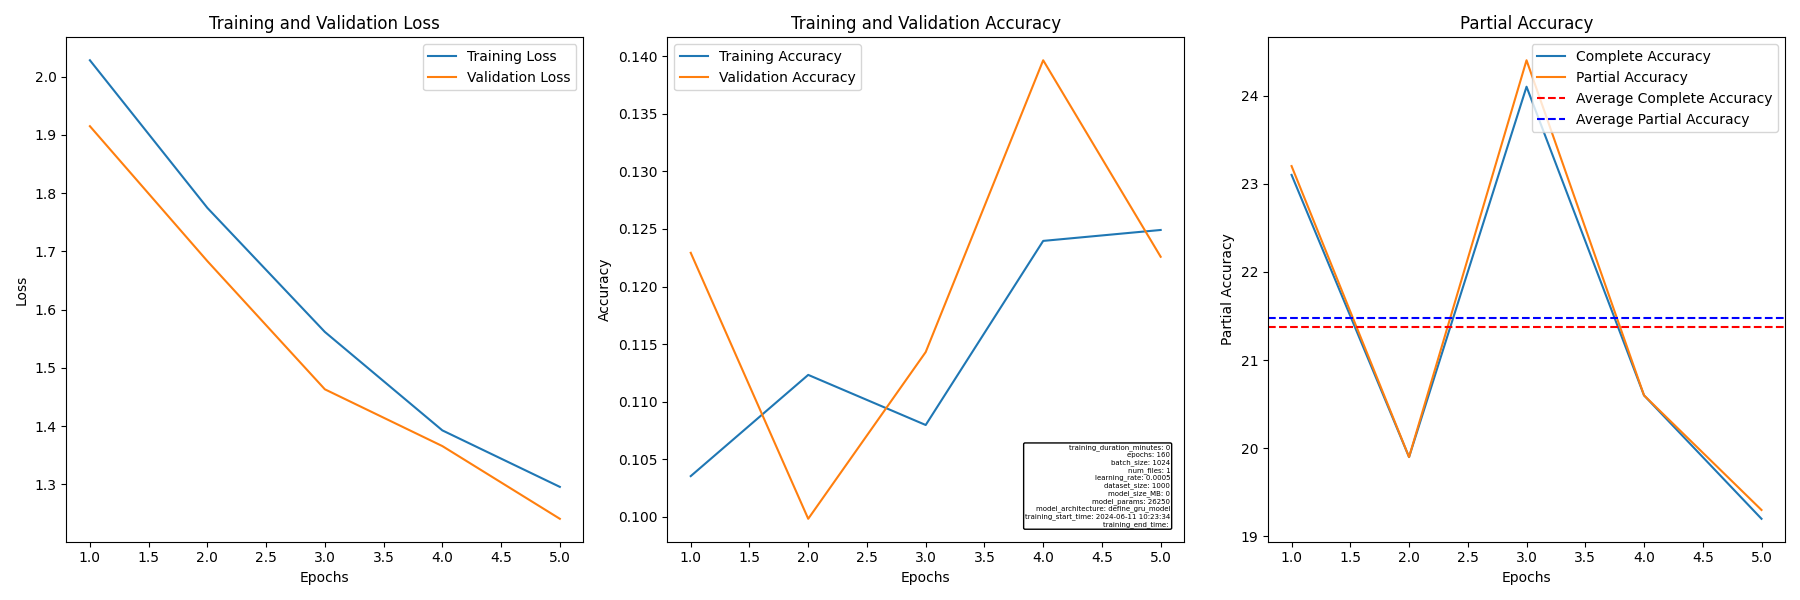 Training and Validation Loss
Training Loss
Validation Loss
Loss
2.0
1.9
1.8
1.7
1.6
1.5
1.4
1.3
1.0 1.5 2.0 2.5 3.0 3.5 4.0 4.5 5.0
Epochs
Training and Validation Accuracy
Training Accuracy
Validation Accuracy
Accuracy
0.140
0.135
0.130
0.125
0.120
0.115
0.110
0.105
0.100
training_duration_minutes: 0
epochs: 160
batch_size: 1024
num_files: 1
learning_rate: 0.0005
dataset_size: 1000
model_size_MB: 0
model_params: 26250
model_architecture: define_gru_model
training_start_time: 2024-06-11 10:23:34
training_end_time:
1.0 1.5 2.0 2.5 3.0 3.5 4.0 4.5 5.0
Epochs
Partial Accuracy
Complete Accuracy
Partial Accuracy
Average Complete Accuracy
Average Partial Accuracy
Partial Accuracy
24
23
22
21
20
19
1.0 1.5 2.0 2.5 3.0 3.5 4.0 4.5 5.0
Epochs